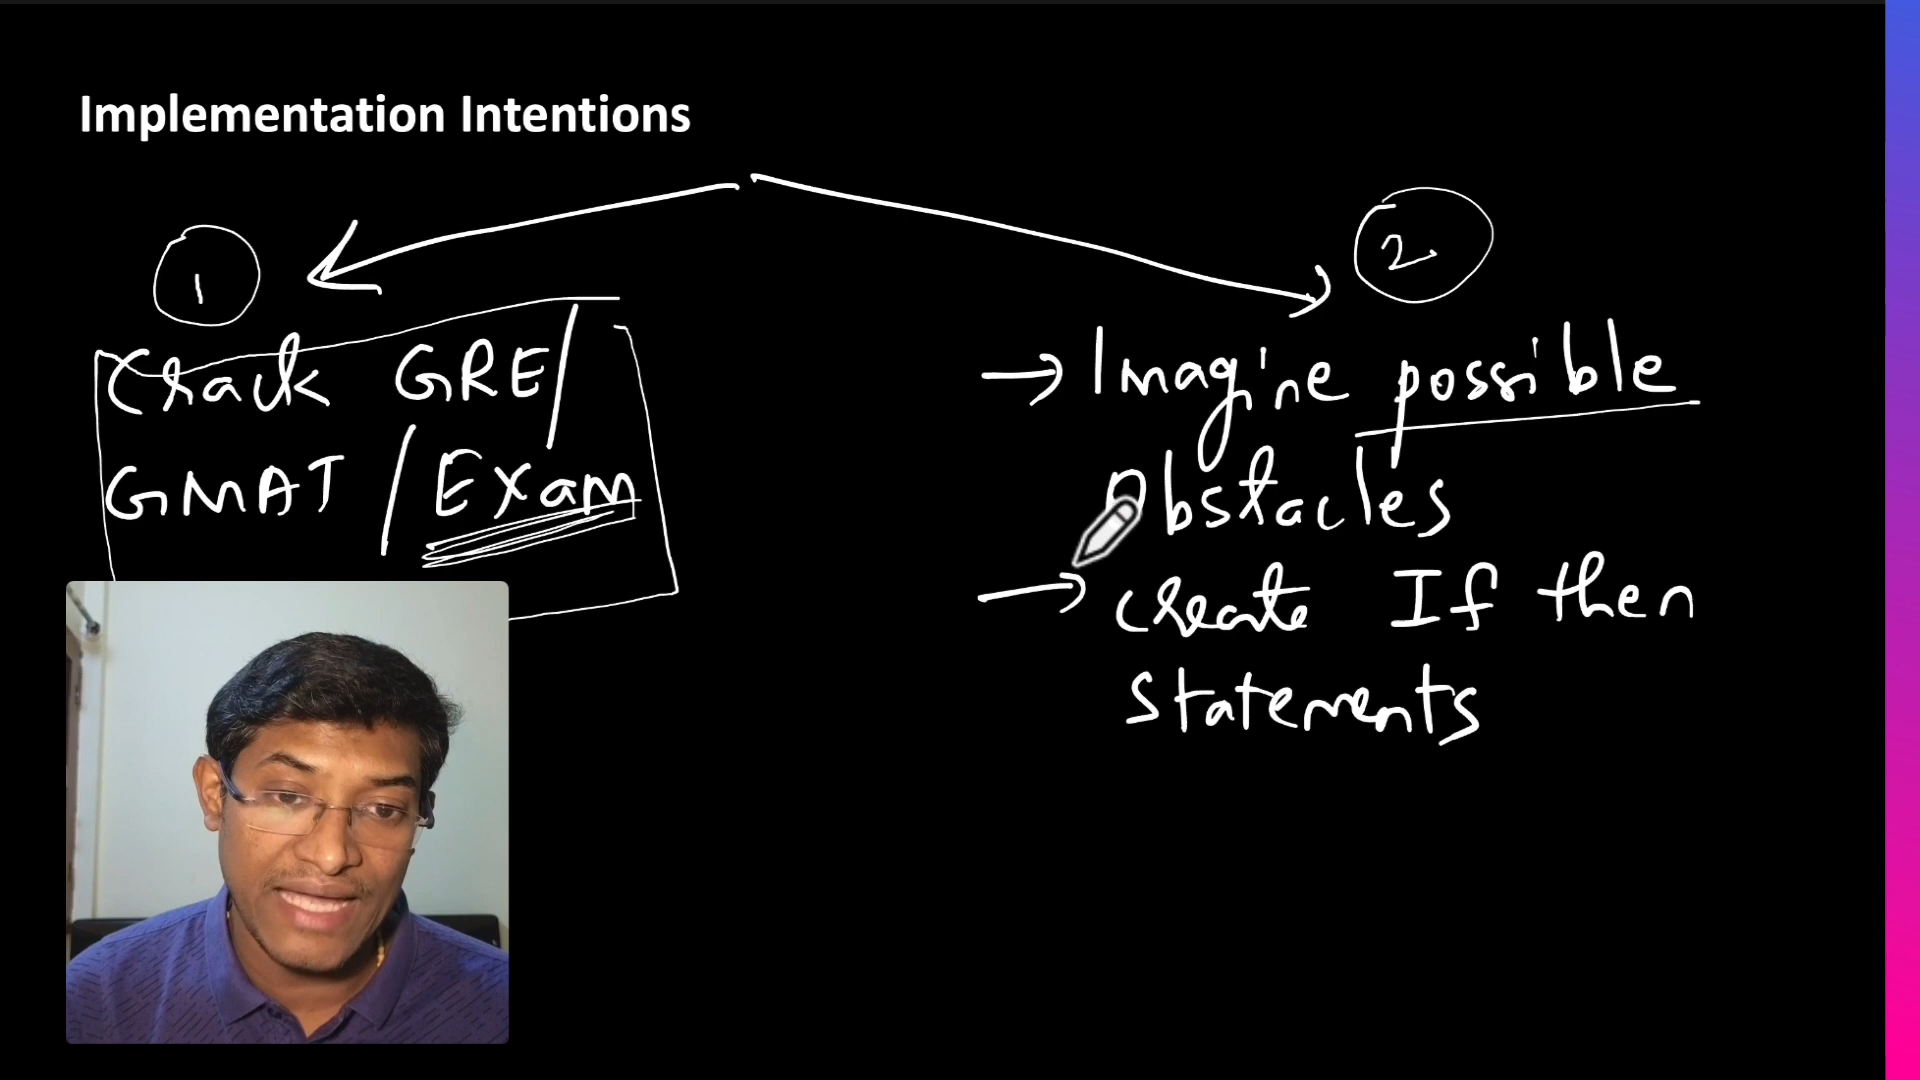 Implementation Intentions
1
Crack GRE/
GMAT / Exam
2.
→ Imagine possible
Obstacles
→ Create If then
Statements